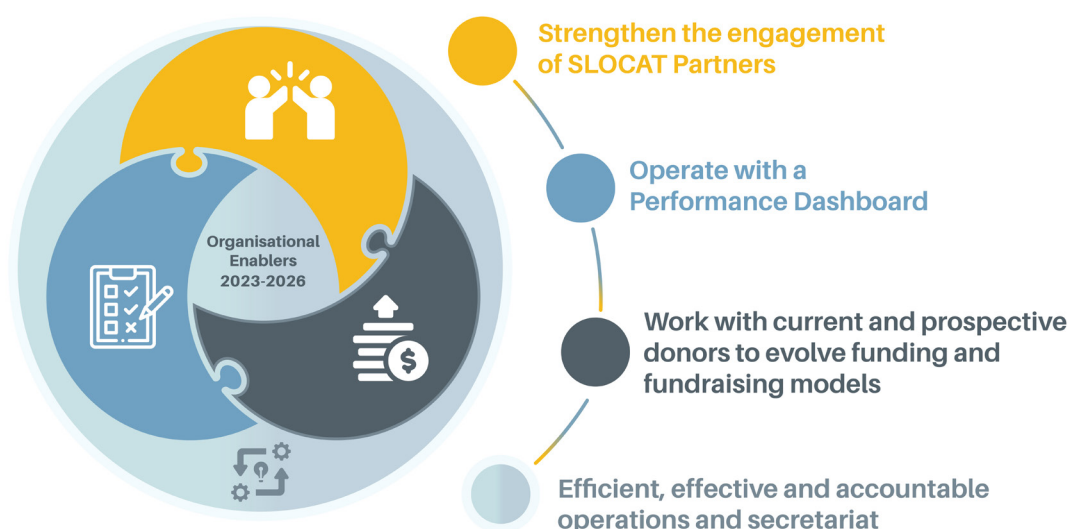 Strengthen the engagement
of SLOCAT Partners
Operate with a
Performance Dashboard
Organisational
Enablers
2023-2026
Work with current and prospective
donors to evolve funding and
fundraising models
$
Efficient, effective and accountable
operations and secretariat